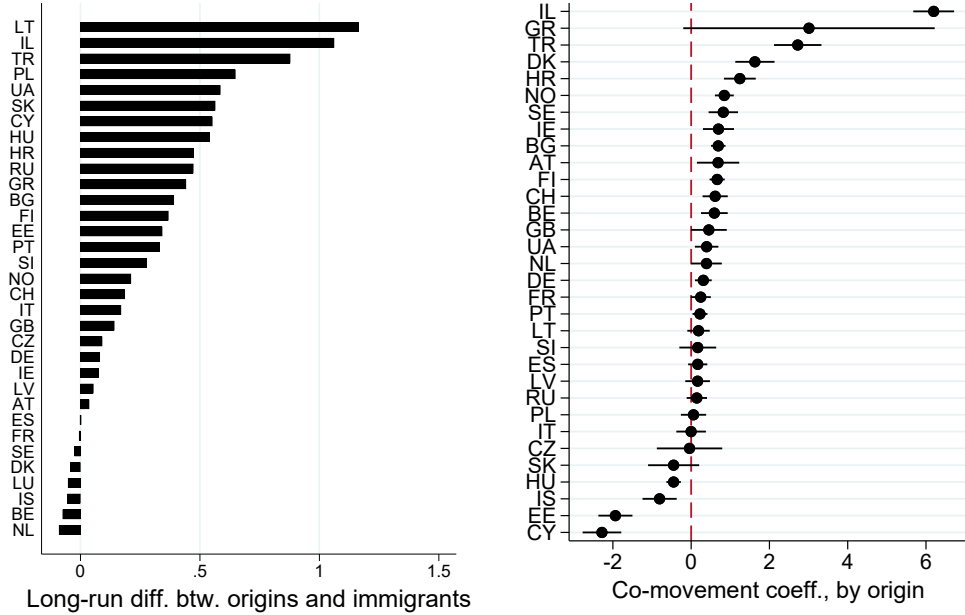 LT
IL
TR
PL
UA
SK
CY
HU
HR
RU
GR
BG
FI
EE
PT
SI
NO
CH
IT
GB
CZ
DE
IE
LV
AT
ES
FR
SE
DK
LU
IS
BE
NL
0 .5 1 1.5
Long-run diff. btw. origins and immigrants
IL
GR
TR
DK
HR
NO
SE
IE
BG
AT
FI
CH
BE
GB
UA
NL
DE
FR
PT
LT
SI
ES
LV
RU
PL
IT
CZ
SK
HU
IS
EE
CY
-2 0 2 4 6
Co-movement coeff., by origin